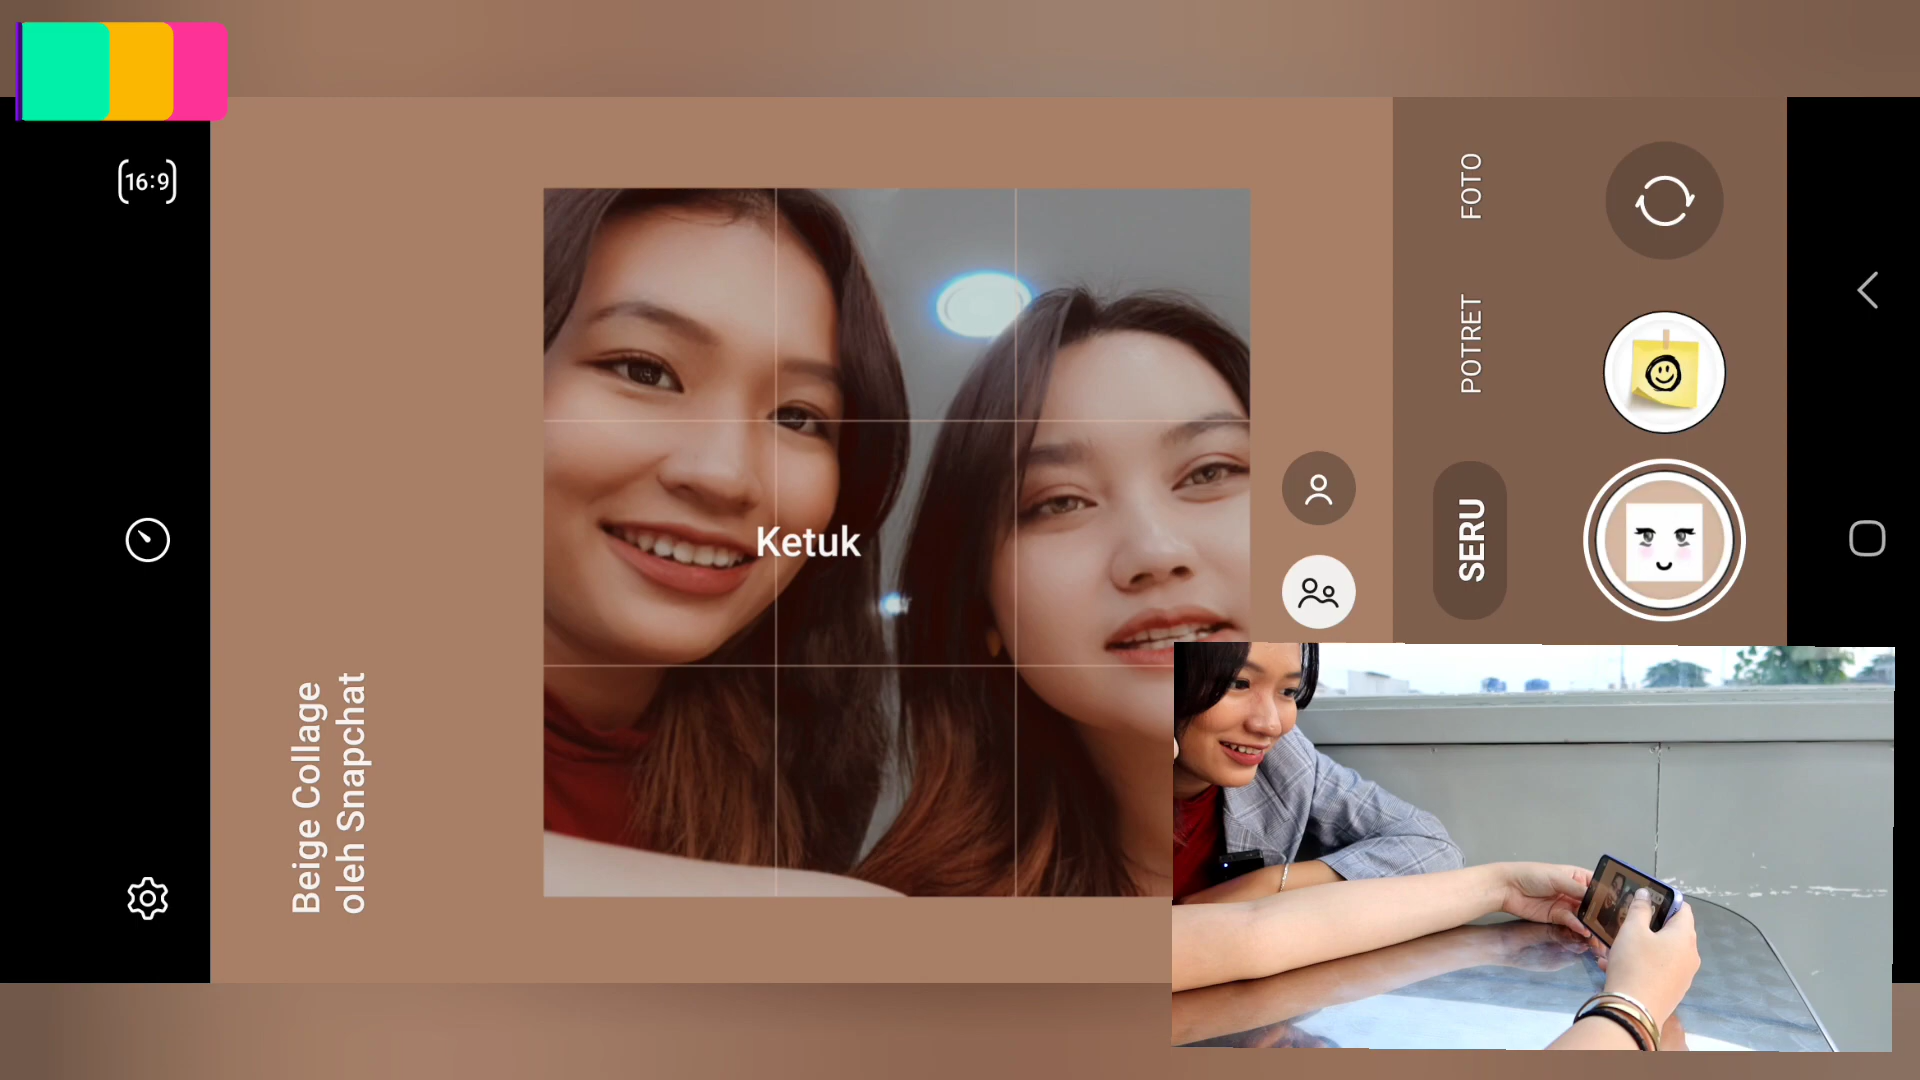 16:9
FOTO
POTRET
SERU
Ketuk
Beige Collage
oleh Snapchat